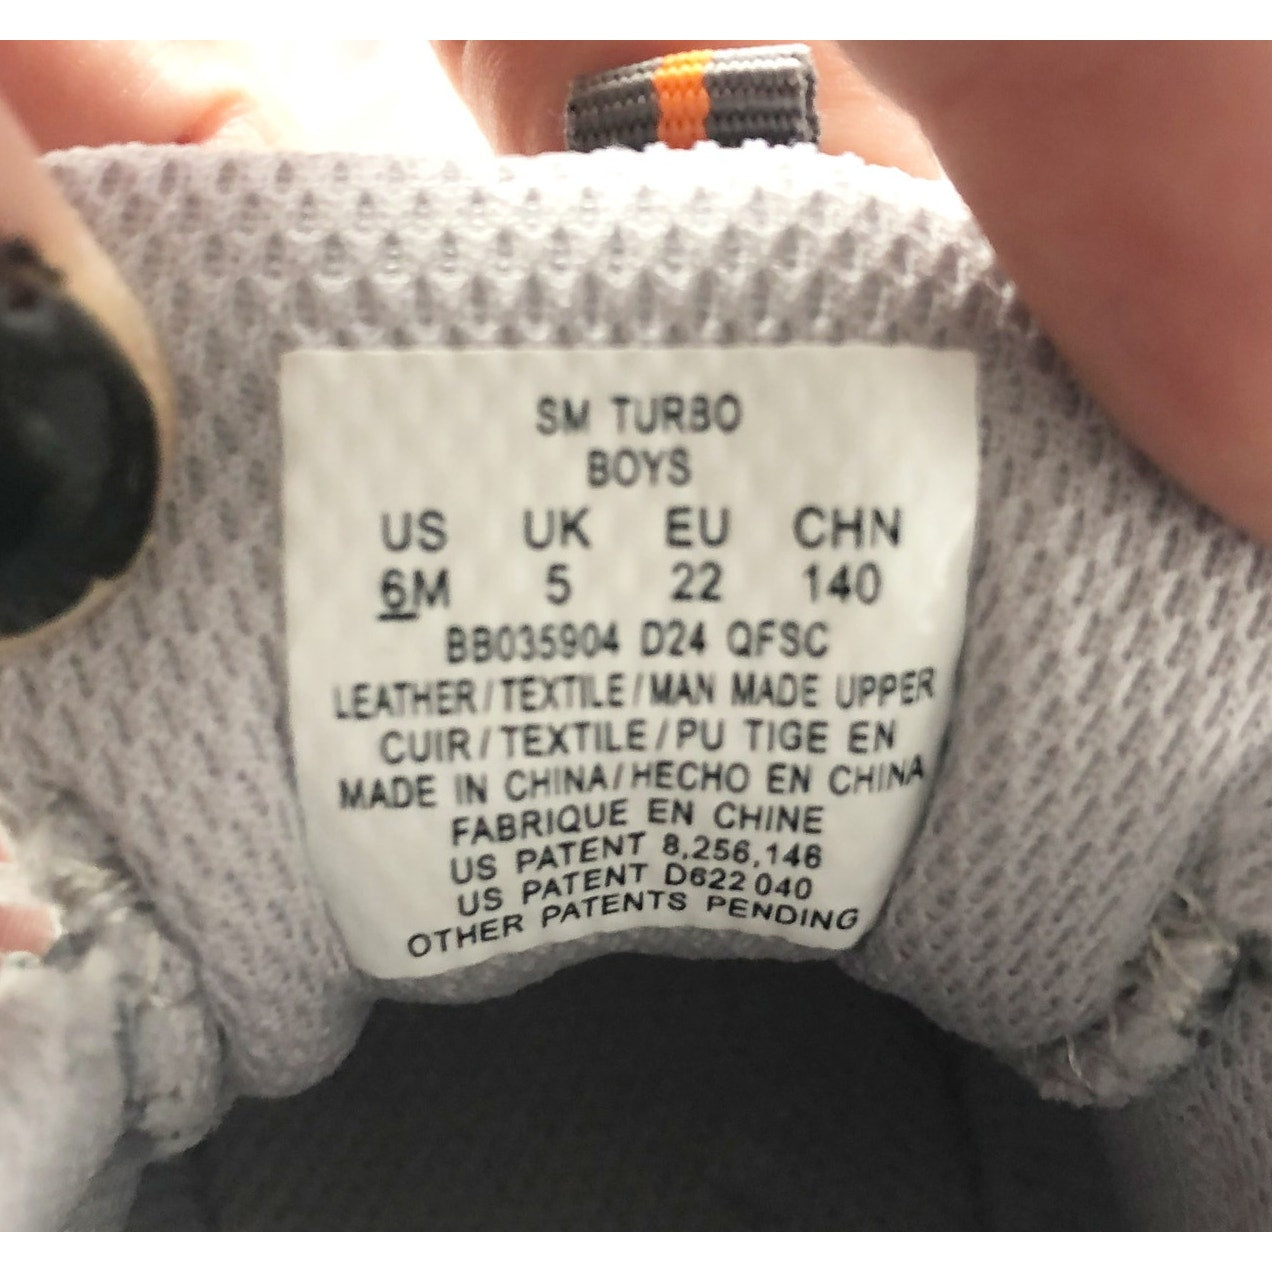 SM TURBO
BOYS
US UK EU CHN
6M 5 22 140
BB035904 D24 QFSC
LEATHER/TEXTILE/MAN MADE UPPER
CUIR/TEXTILE/PU TIGE EN
MADE IN CHINA/HECHO EN CHINA
FABRIQUE EN CHINE
US PATENT 8,256,146
US PATENT D622 040
OTHER PATENTS PENDING